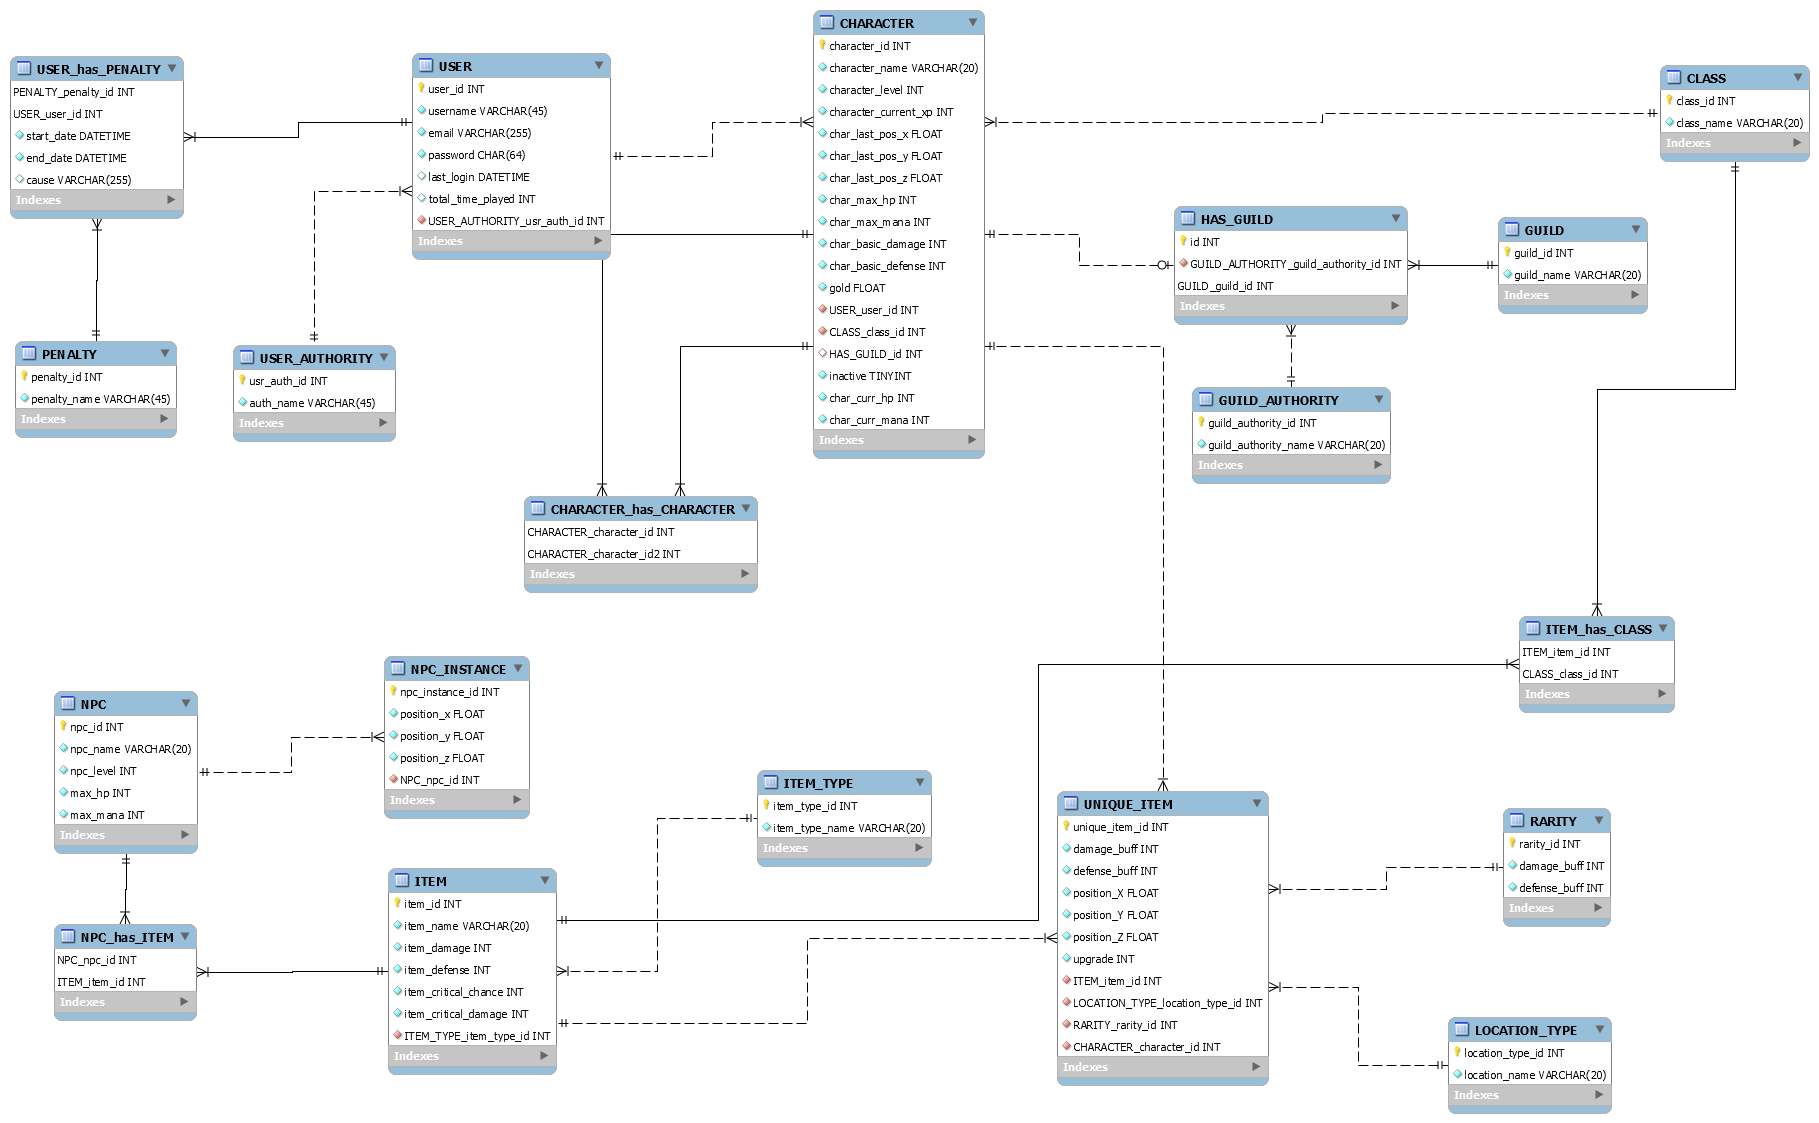 USER_has_PENALTY
PENALTY_penalty_id INT
USER_user_id INT
start_date DATETIME
end_date DATETIME
cause VARCHAR(255)
Indexes
USER
user_id INT
username VARCHAR(45)
email VARCHAR(255)
password CHAR(64)
last_login DATETIME
total_time_played INT
USER_AUTHORITY_usr_auth_id INT
Indexes
CHARACTER
character_id INT
character_name VARCHAR(20)
character_level INT
character_current_xp INT
char_last_pos_x FLOAT
char_last_pos_y FLOAT
char_last_pos_z FLOAT
char_max_hp INT
char_max_mana INT
char_basic_damage INT
char_basic_defense INT
gold FLOAT
USER_user_id INT
CLASS_class_id INT
HAS_GUILD_id INT
inactive TINYINT
char_curr_hp INT
char_curr_mana INT
Indexes
CLASS
class_id INT
class_name VARCHAR(20)
Indexes
HAS_GUILD
id INT
GUILD_AUTHORITY_guild_authority_id INT
GUILD_guild_id INT
Indexes
GUILD
guild_id INT
guild_name VARCHAR(20)
Indexes
PENALTY
penalty_id INT
penalty_name VARCHAR(45)
Indexes
USER_AUTHORITY
usr_auth_id INT
auth_name VARCHAR(45)
Indexes
GUILD_AUTHORITY
guild_authority_id INT
guild_authority_name VARCHAR(20)
Indexes
CHARACTER_has_CHARACTER
CHARACTER_character_id INT
CHARACTER_character_id2 INT
Indexes
ITEM_has_CLASS
ITEM_item_id INT
CLASS_class_id INT
Indexes
NPC
npc_id INT
npc_name VARCHAR(20)
npc_level INT
max_hp INT
max_mana INT
Indexes
NPC_INSTANCE
npc_instance_id INT
position_x FLOAT
position_y FLOAT
position_z FLOAT
NPC_npc_id INT
Indexes
ITEM_TYPE
item_type_id INT
item_type_name VARCHAR(20)
Indexes
UNIQUE_ITEM
unique_item_id INT
damage_buff INT
defense_buff INT
position_X FLOAT
position_Y FLOAT
position_Z FLOAT
upgrade INT
ITEM_item_id INT
LOCATION_TYPE_location_type_id INT
RARITY_rarity_id INT
CHARACTER_character_id INT
Indexes
RARITY
rarity_id INT
damage_buff INT
defense_buff INT
Indexes
NPC_has_ITEM
NPC_npc_id INT
ITEM_item_id INT
Indexes
ITEM
item_id INT
item_name VARCHAR(20)
item_damage INT
item_defense INT
item_critical_chance INT
item_critical_damage INT
ITEM_TYPE_item_type_id INT
Indexes
LOCATION_TYPE
location_type_id INT
location_name VARCHAR(20)
Indexes